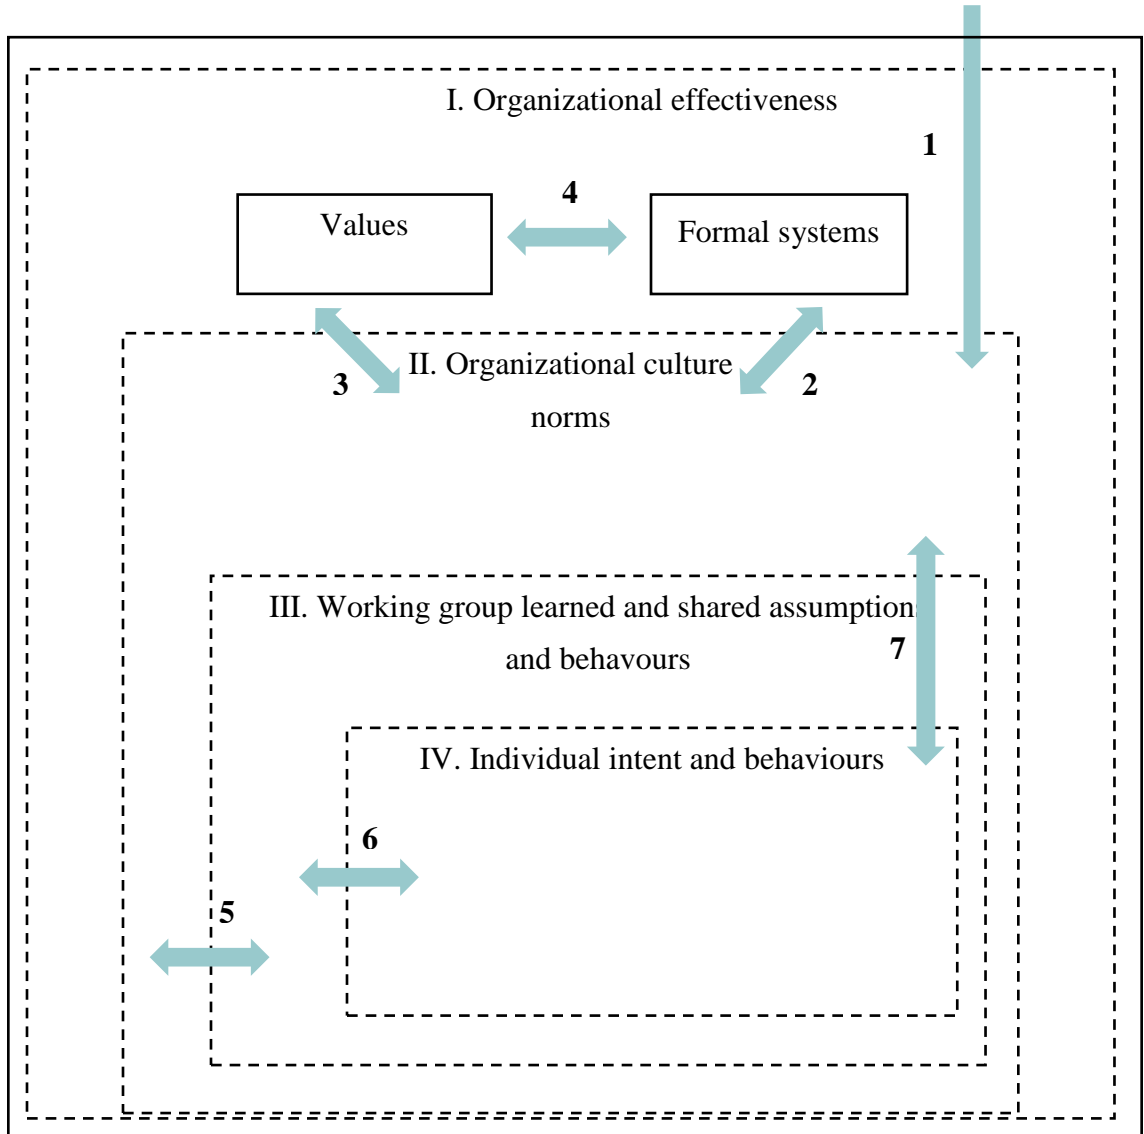 I. Organizational effectiveness
1
4
Values
Formal systems
II. Organizational culture
norms
3
2
III. Working group learned and shared assumption
and behavours
7
IV. Individual intent and behaviours
6
5